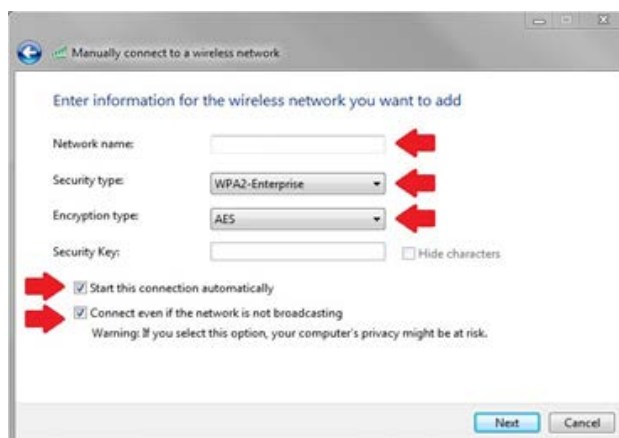 Manually connect to a wireless network
Enter information for the wireless network you want to add
Network name:
Security type: WPA2-Enterprise
Encryption type: AES
Security Key: Hide characters
Start this connection automatically
Connect even if the network is not broadcasting
Warning: If you select this option, your computer's privacy might be at risk.
Next Cancel